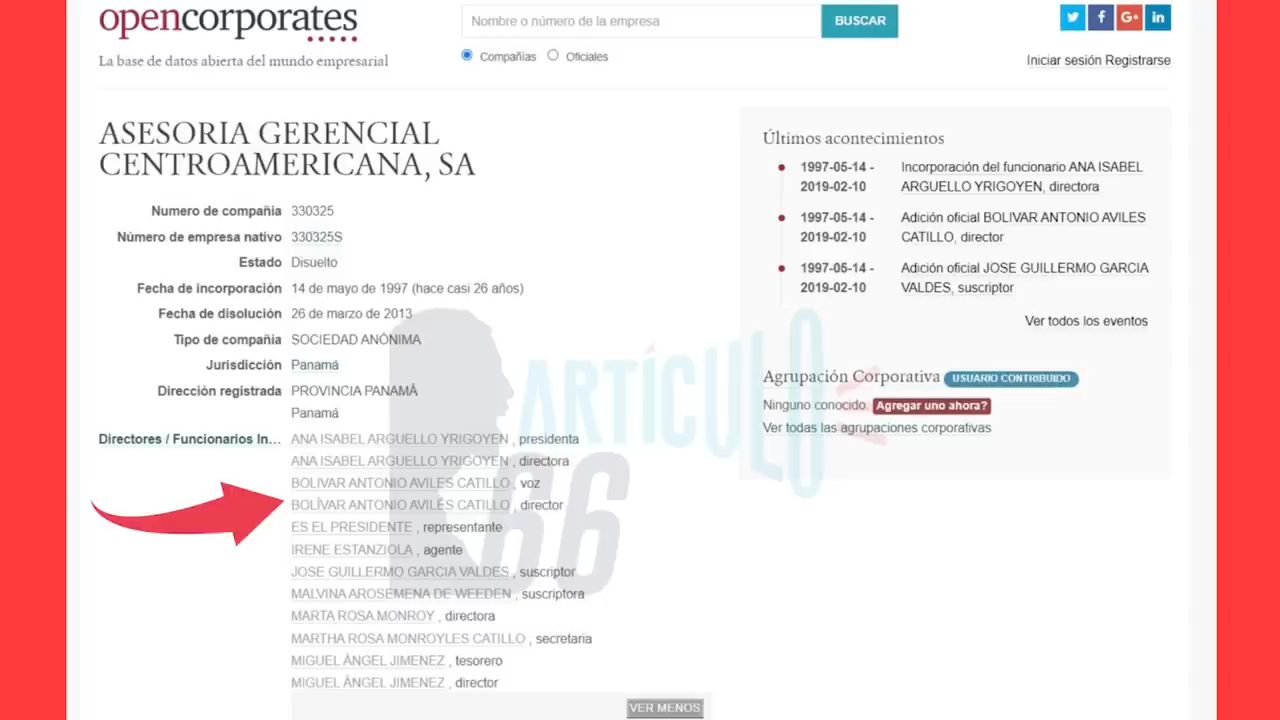 opencorporates
La base de datos abierta del mundo empresarial
Nombre o número de la empresa
BUSCAR
Compañias
Oficiales
Iniciar sesión Registrarse
ASESORIA GERENCIAL
CENTROAMERICANA, SA
Numero de compañia 330325
Número de empresa nativo 330325S
Estado Disuelto
Fecha de incorporación 14 de mayo de 1997 (hace casi 26 años)
Fecha de disolución 26 de marzo de 2013
Tipo de compañia SOCIEDAD ANÓNIMA
Jurisdicción Panamá
Dirección registrada PROVINCIA PANAMÁ
Panamá
Directores / Funcionarios In... ANA ISABEL ARGUELLO YRIGOYEN , presidenta
ANA ISABEL ARGUELLO YRIGOYEN , directora
BOLIVAR ANTONIO AVILES CATILLO , voz
BOLÍVAR ANTONIO AVILÉS CATILLO , director
ES EL PRESIDENTE , representante
IRENE ESTANZIOLA , agente
JOSE GUILLERMO GARCIA VALDES , suscriptor
MALVINA AROSEMENA DE WEEDEN , suscriptora
MARTA ROSA MONROY , directora
MARTHA ROSA MONROYLES CATILLO , secretaria
MIGUEL ÀNGEL JIMENEZ , tesorero
MIGUEL ÀNGEL JIMENEZ , director
VER MENOS
Últimos acontecimientos
1997-05-14 - Incorporación del funcionario ANA ISABEL
2019-02-10 ARGUELLO YRIGOYEN, directora
1997-05-14 - Adición oficial BOLIVAR ANTONIO AVILES
2019-02-10 CATILLO, director
1997-05-14 - Adición oficial JOSE GUILLERMO GARCIA
2019-02-10 VALDES, suscriptor
Ver todos los eventos
Agrupación Corporativa USUARIO CONTRIBUIDO
Ninguno conocido. Agregar uno ahora?
Ver todas las agrupaciones corporativas
ARTÍCULO
66